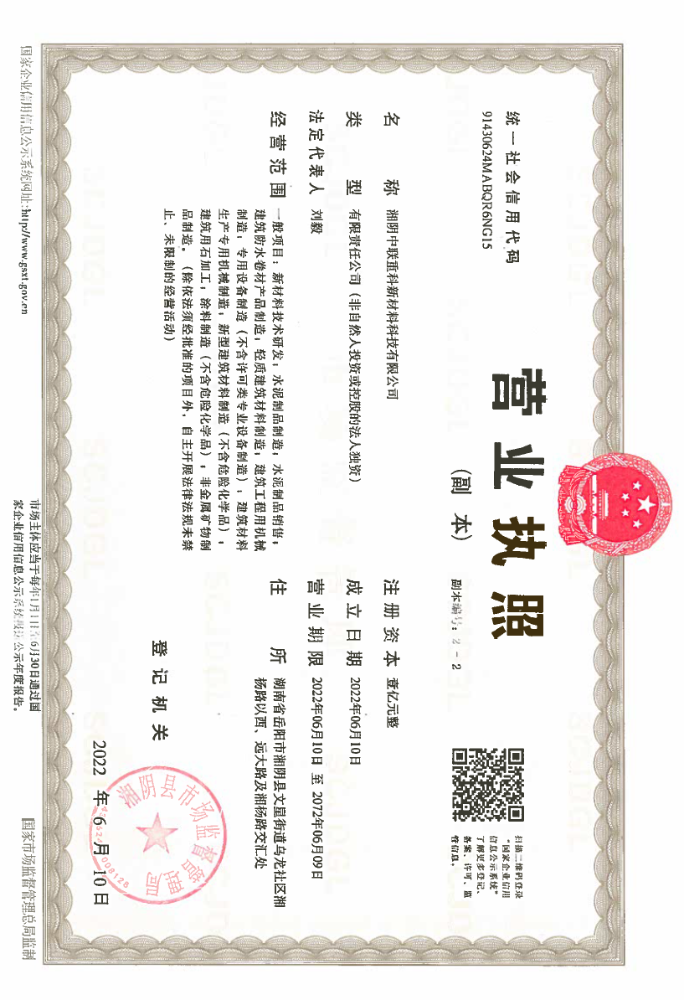 统一社会信用代码
91430624MABQR6NG15
营业执照
(副 本)
副本编号：2－2
扫描二维码登录
“国家企业信用
信息公示系统”
了解更多登记、
备案、许可、监
管信息。
名 称 湘阴中联重科新材料科技有限公司
类 型 有限责任公司（非自然人投资或控股的法人独资）
法定代表人 刘毅
经营范围 一般项目：新材料技术研发；水泥制品制造；水泥制品销售；
建筑防水卷材产品制造；轻质建筑材料制造；建筑工程用机械
制造；专用设备制造（不含许可类专业设备制造）；建筑材料
生产专用机械制造；新型建筑材料制造（不含危险化学品）；
建筑用石加工；涂料制造（不含危险化学品）；非金属矿物制
品制造。（除依法须经批准的项目外，自主开展法律法规未禁
止、未限制的经营活动）
注册资本 壹亿元整
成立日期 2022年06月10日
营业期限 2022年06月10日 至 2072年06月09日
住 所 湖南省岳阳市湘阴县文星街道乌龙社区湘
杨路以西、远大路及湘杨路交汇处
登记机关
湘阴县市场监督管理局
2022 年 6 月 10 日
国家企业信用信息公示系统网址:http://www.gsxt.gov.cn
市场主体应当于每年1月1日至6月30日通过国
家企业信用信息公示系统报送公示年度报告。
国家市场监督管理总局监制